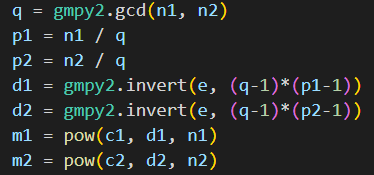 q = gmpy2.gcd(n1, n2)
p1 = n1 / q
p2 = n2 / q
d1 = gmpy2.invert(e, (q-1)*(p1-1))
d2 = gmpy2.invert(e, (q-1)*(p2-1))
m1 = pow(c1, d1, n1)
m2 = pow(c2, d2, n2)